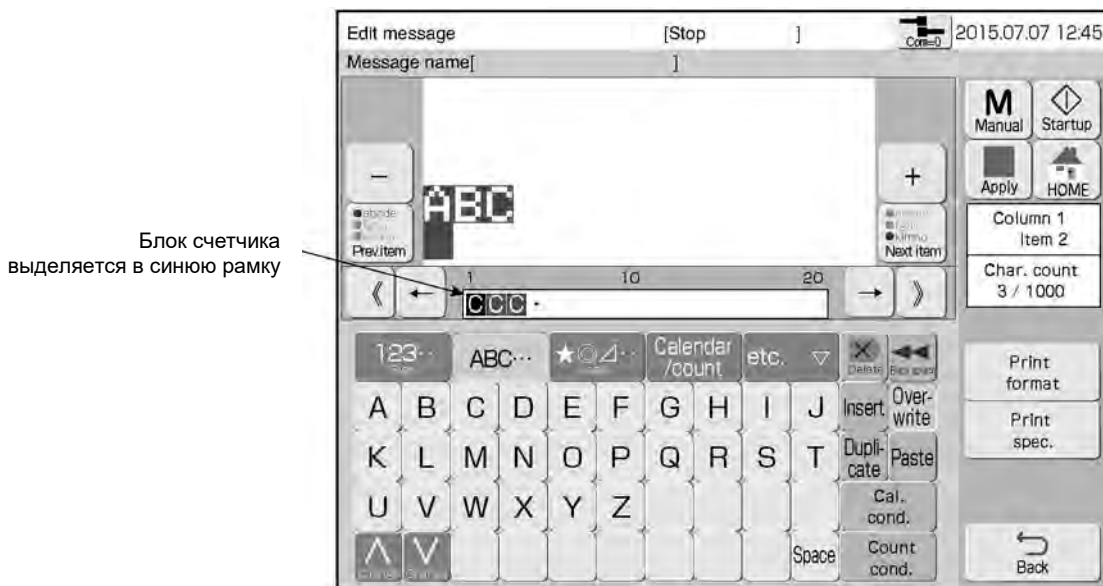 Edit message [Stop ] Com=0 2015.07.07 12:45
Message name[ ]
M
Manual
Startup
Apply
HOME
−
+
ABC
Prev.item
Next item
Column 1
Item 2
Char. count
3 / 1000
Блок счетчика
выделяется в синюю рамку
1 10 20
《 ← CCC → 》
123··
ABC···
Calendar
/count
etc.
Delete
Print
format
Print
spec.
A B C D E F G H I J Insert Over-
write
K L M N O P Q R S T Dupli-
cate Paste
U V W X Y Z Cal.
cond.
Space Count
cond.
Back